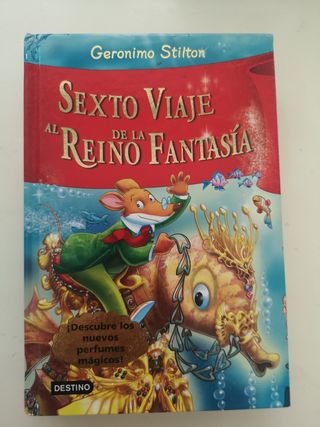 Geronimo Stilton
SEXTO VIAJE
AL DE LA
REINO FANTASÍA
¡Descubre los
nuevos
perfumes
mágicos!
DESTINO